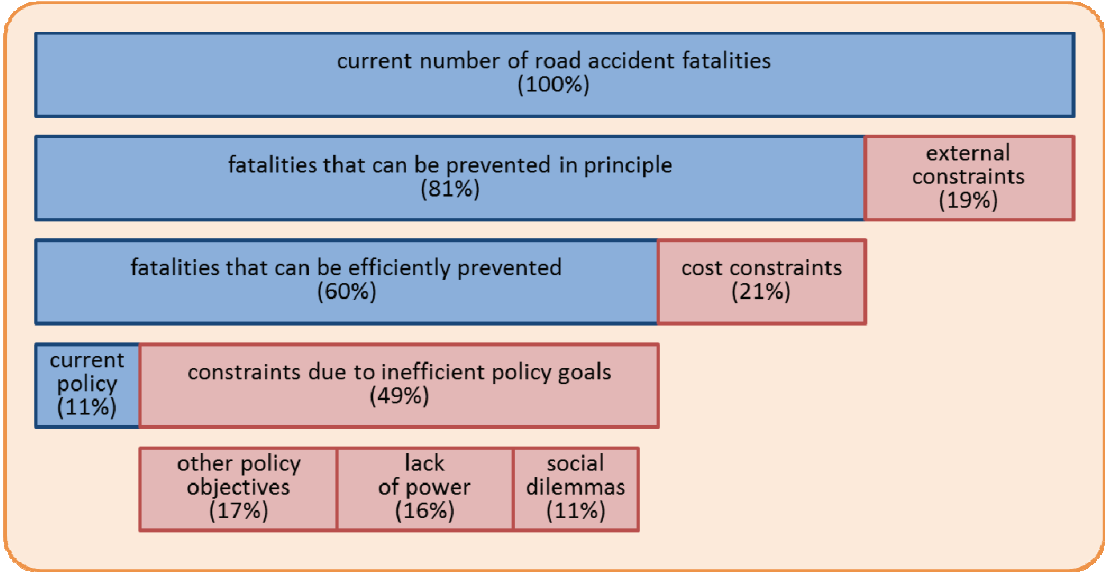 current number of road accident fatalities
(100%)
fatalities that can be prevented in principle
(81%)
external
constraints
(19%)
fatalities that can be efficiently prevented
(60%)
cost constraints
(21%)
current
policy
(11%)
constraints due to inefficient policy goals
(49%)
other policy
objectives
(17%)
lack
of power
(16%)
social
dilemmas
(11%)